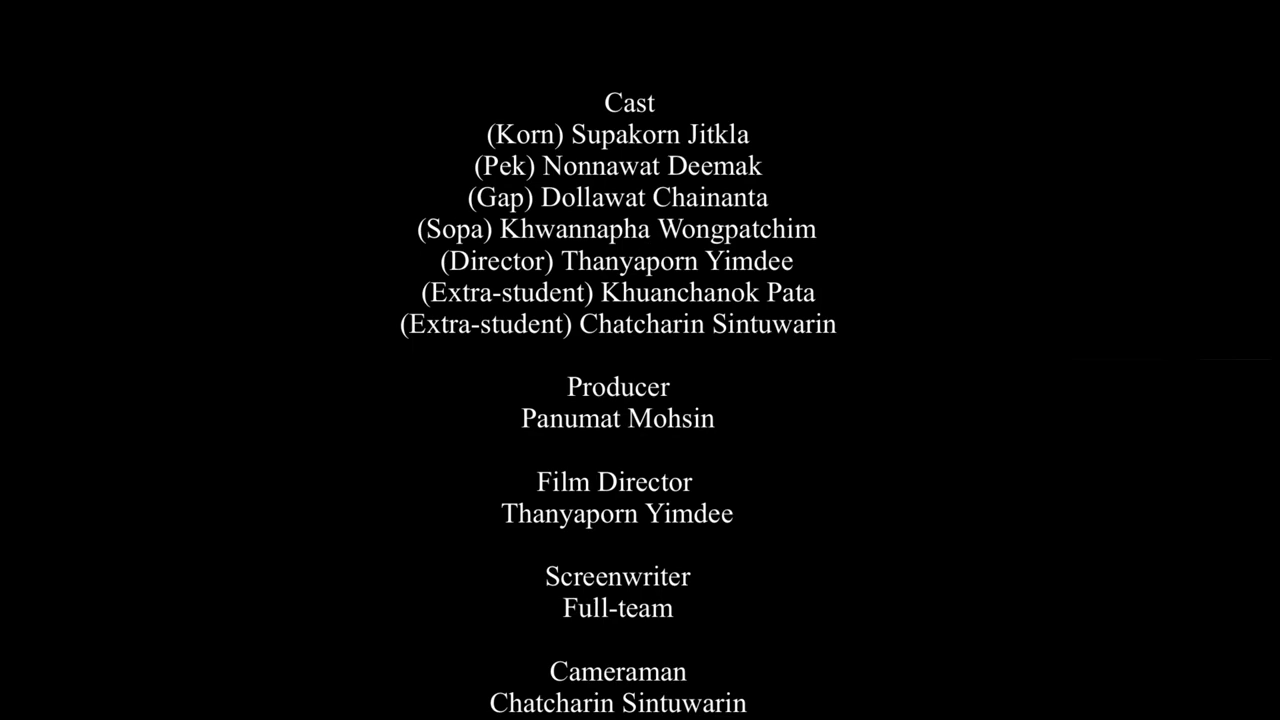 Cast
(Korn) Supakorn Jitkla
(Pek) Nonnawat Deemak
(Gap) Dollawat Chainanta
(Sopa) Khwannapha Wongpatchim
(Director) Thanyaporn Yimdee
(Extra-student) Khuanchanok Pata
(Extra-student) Chatcharin Sintuwarin
Producer
Panumat Mohsin
Film Director
Thanyaporn Yimdee
Screenwriter
Full-team
Cameraman
Chatcharin Sintuwarin